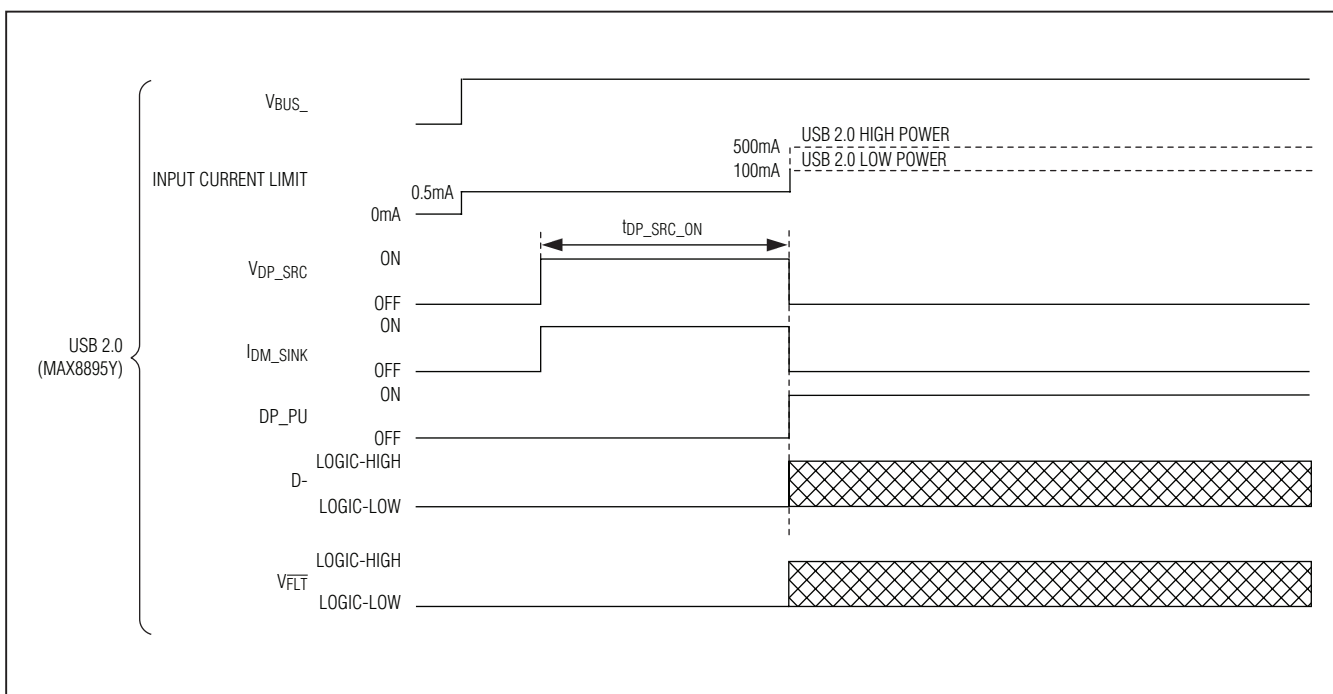 VBUS_
500mA
USB 2.0 HIGH POWER
100mA
USB 2.0 LOW POWER
INPUT CURRENT LIMIT
0.5mA
0mA
tDP_SRC_ON
VDP_SRC
ON
OFF
IDM_SINK
ON
OFF
USB 2.0
(MAX8895Y)
DP_PU
ON
OFF
D-
LOGIC-HIGH
LOGIC-LOW
VFLT
LOGIC-HIGH
LOGIC-LOW